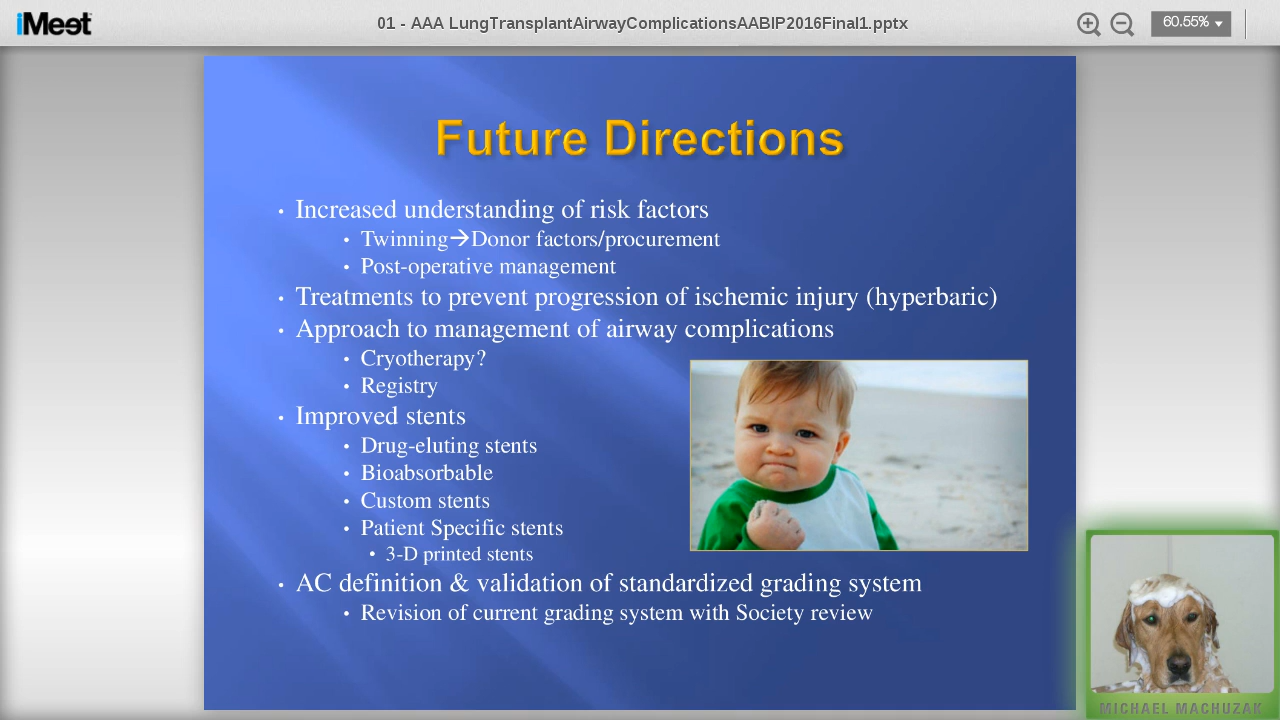 iMeet
01 - AAA LungTransplantAirwayComplicationsAABIP2016Final1.pptx
60.55%
Future Directions
• Increased understanding of risk factors
• Twinning→Donor factors/procurement
• Post-operative management
• Treatments to prevent progression of ischemic injury (hyperbaric)
• Approach to management of airway complications
• Cryotherapy?
• Registry
• Improved stents
• Drug-eluting stents
• Bioabsorbable
• Custom stents
• Patient Specific stents
• 3-D printed stents
• AC definition & validation of standardized grading system
• Revision of current grading system with Society review
MICHAEL MACHUZAK